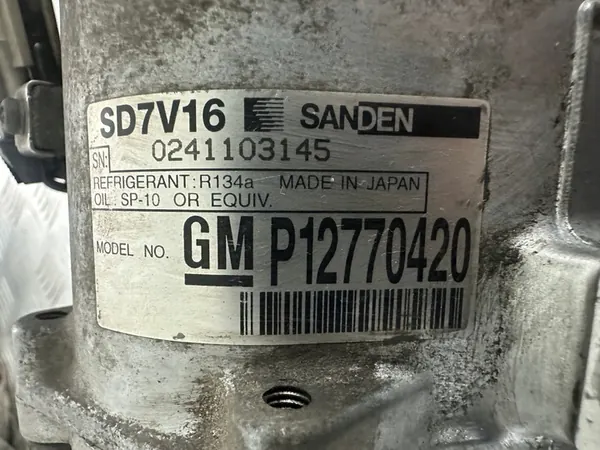 SD7V16 SANDEN
SN: 0241103145
REFRIGERANT: R134a MADE IN JAPAN
OIL: SP-10 OR EQUIV.
MODEL NO. GM P12770420